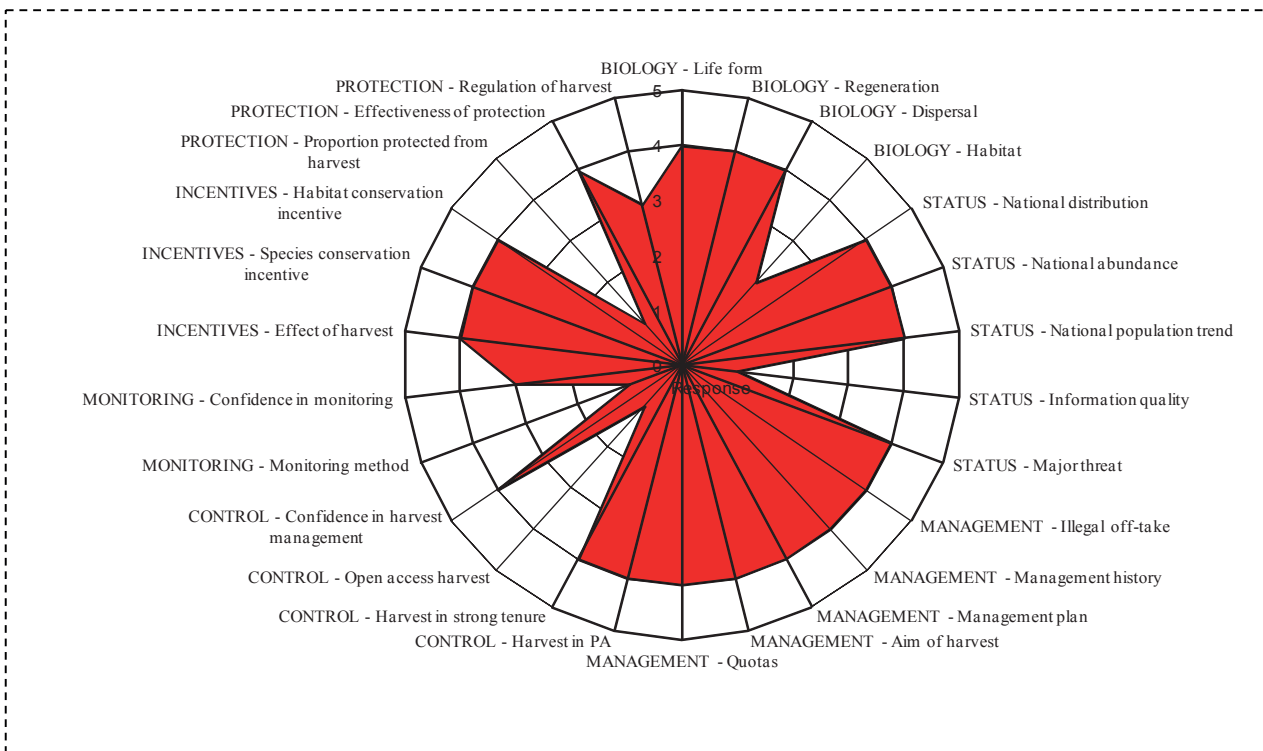 BIOLOGY - Life form
BIOLOGY - Regeneration
BIOLOGY - Dispersal
BIOLOGY - Habitat
STATUS - National distribution
STATUS - National abundance
STATUS - National population trend
STATUS - Information quality
STATUS - Major threat
MANAGEMENT - Illegal off-take
MANAGEMENT - Management history
MANAGEMENT - Management plan
MANAGEMENT - Aim of harvest
MANAGEMENT - Quotas
CONTROL - Harvest in PA
CONTROL - Harvest in strong tenure
CONTROL - Open access harvest
CONTROL - Confidence in harvest
management
MONITORING - Monitoring method
MONITORING - Confidence in monitoring
INCENTIVES - Effect of harvest
INCENTIVES - Species conservation
incentive
INCENTIVES - Habitat conservation
incentive
PROTECTION - Proportion protected from
harvest
PROTECTION - Effectiveness of protection
PROTECTION - Regulation of harvest
5
4
3
2
1
0
Response